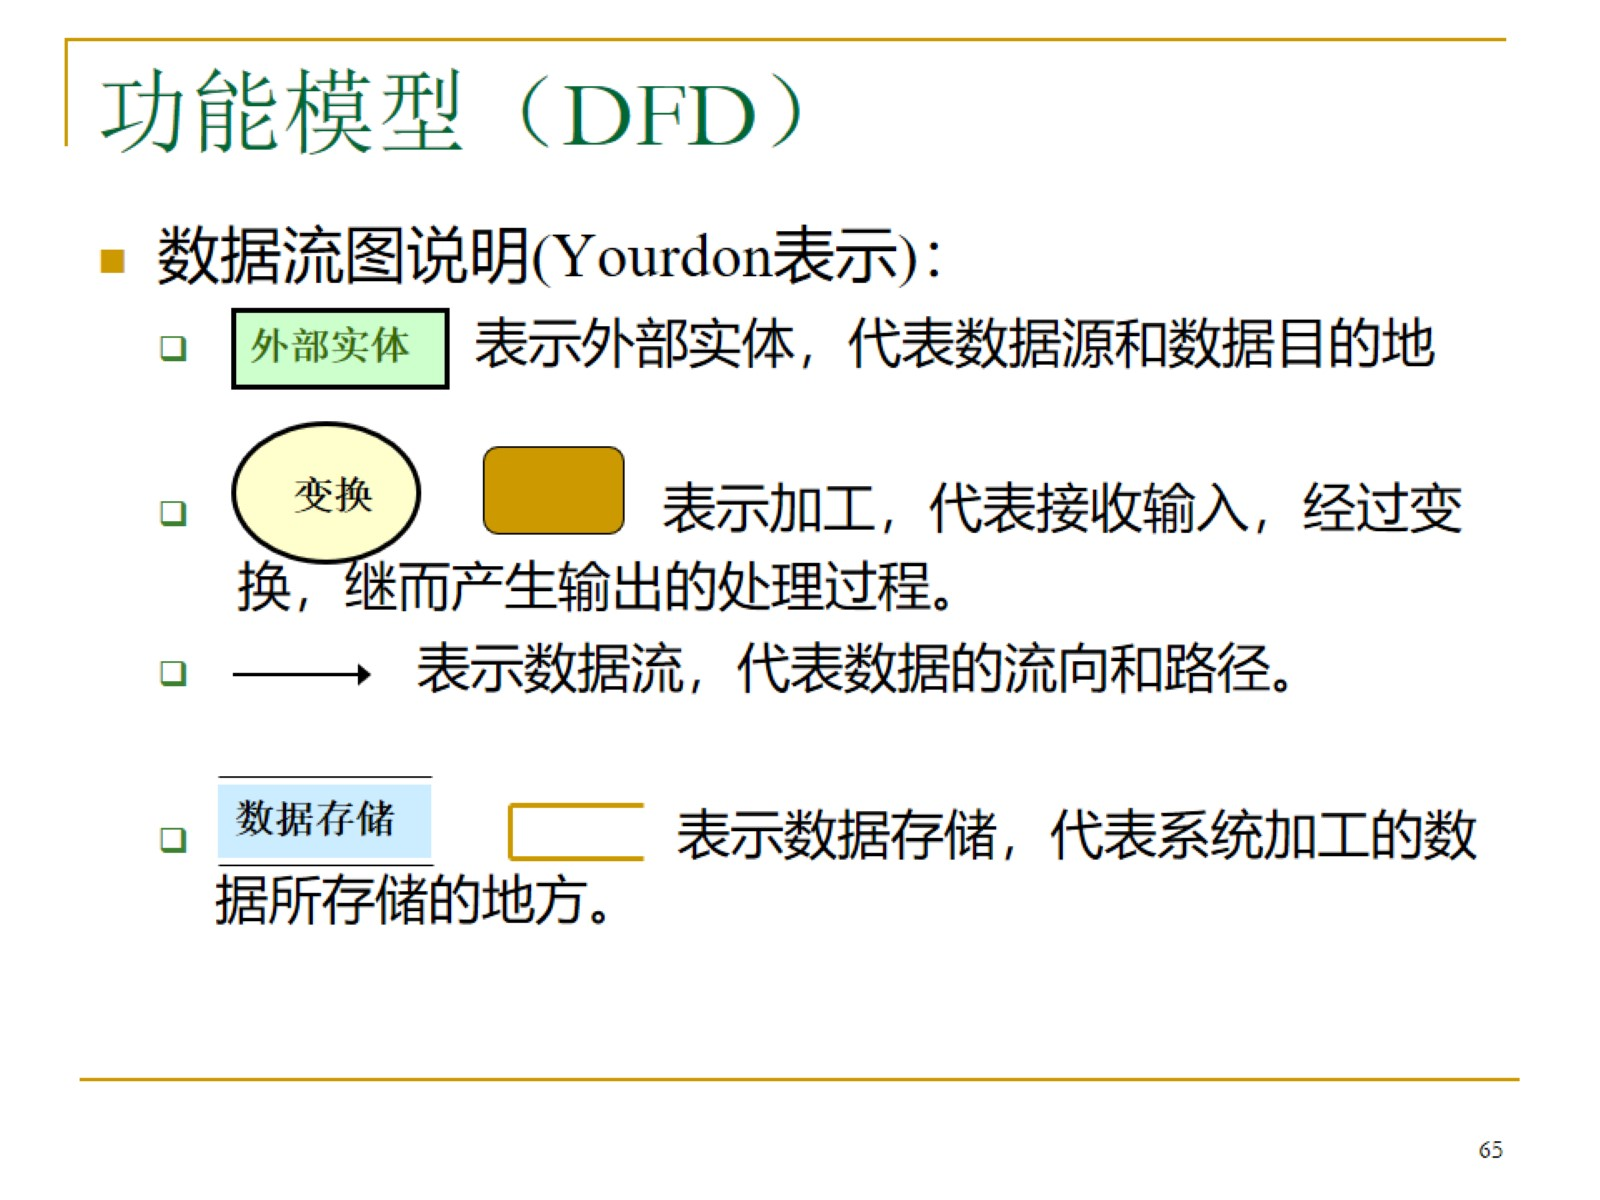 功能模型（DFD）
数据流图说明(Yourdon表示)：
外部实体 表示外部实体，代表数据源和数据目的地
变换 表示加工，代表接收输入，经过变
换，继而产生输出的处理过程。
表示数据流，代表数据的流向和路径。
数据存储 表示数据存储，代表系统加工的数
据所存储的地方。
65